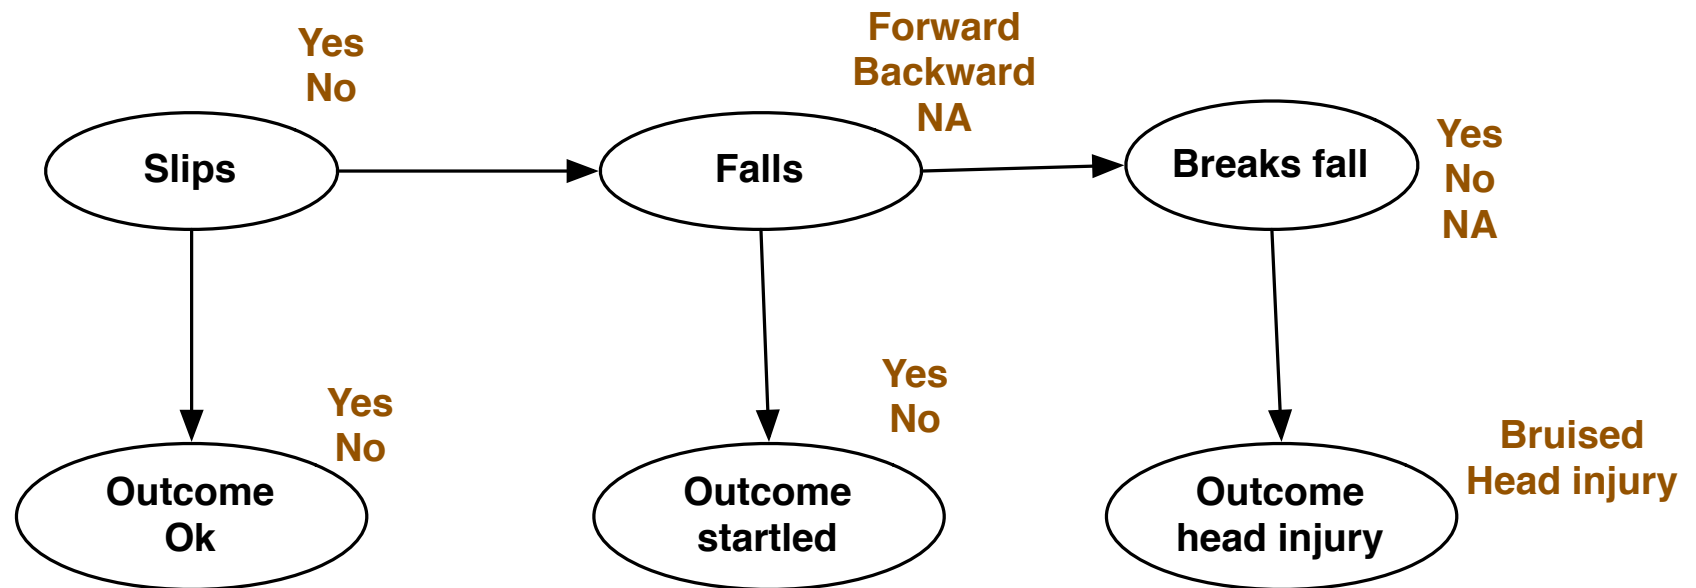 Yes
No
Slips
Forward
Backward
NA
Falls
Breaks fall
Yes
No
NA
Yes
No
Outcome
Ok
Yes
No
Outcome
startled
Bruised
Head injury
Outcome
head injury